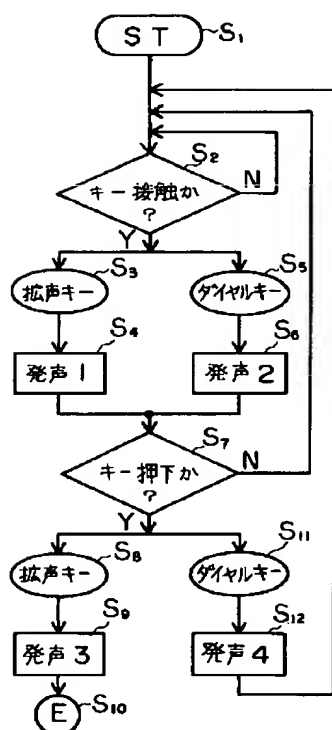 ST S1
S2
キー接触か N
?
Y
S3 S5
拡声キー ダイヤルキー
S4 S6
発声1 発声2
S7
キー押下か N
?
Y
S8 S11
拡声キー ダイヤルキー
S9 S12
発声3 発声4
E S10